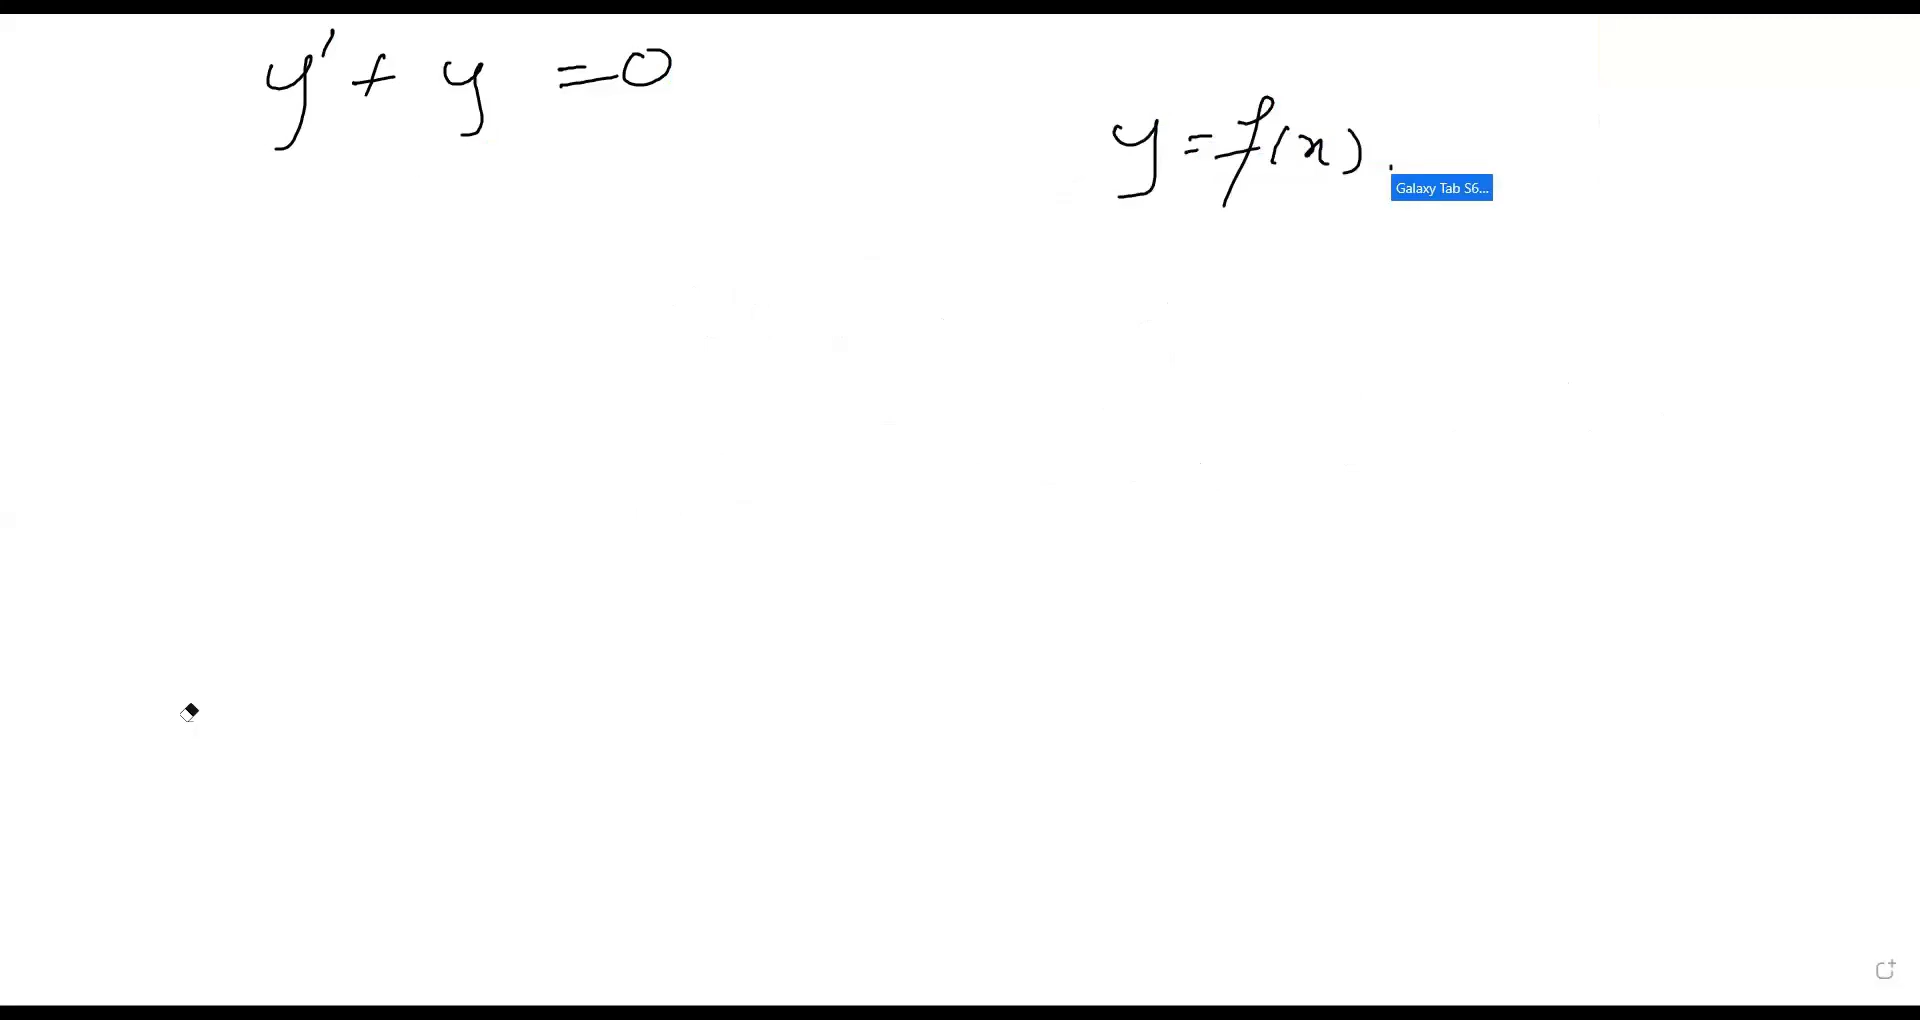 y' + y = 0
y = f(x).
Galaxy Tab S6...